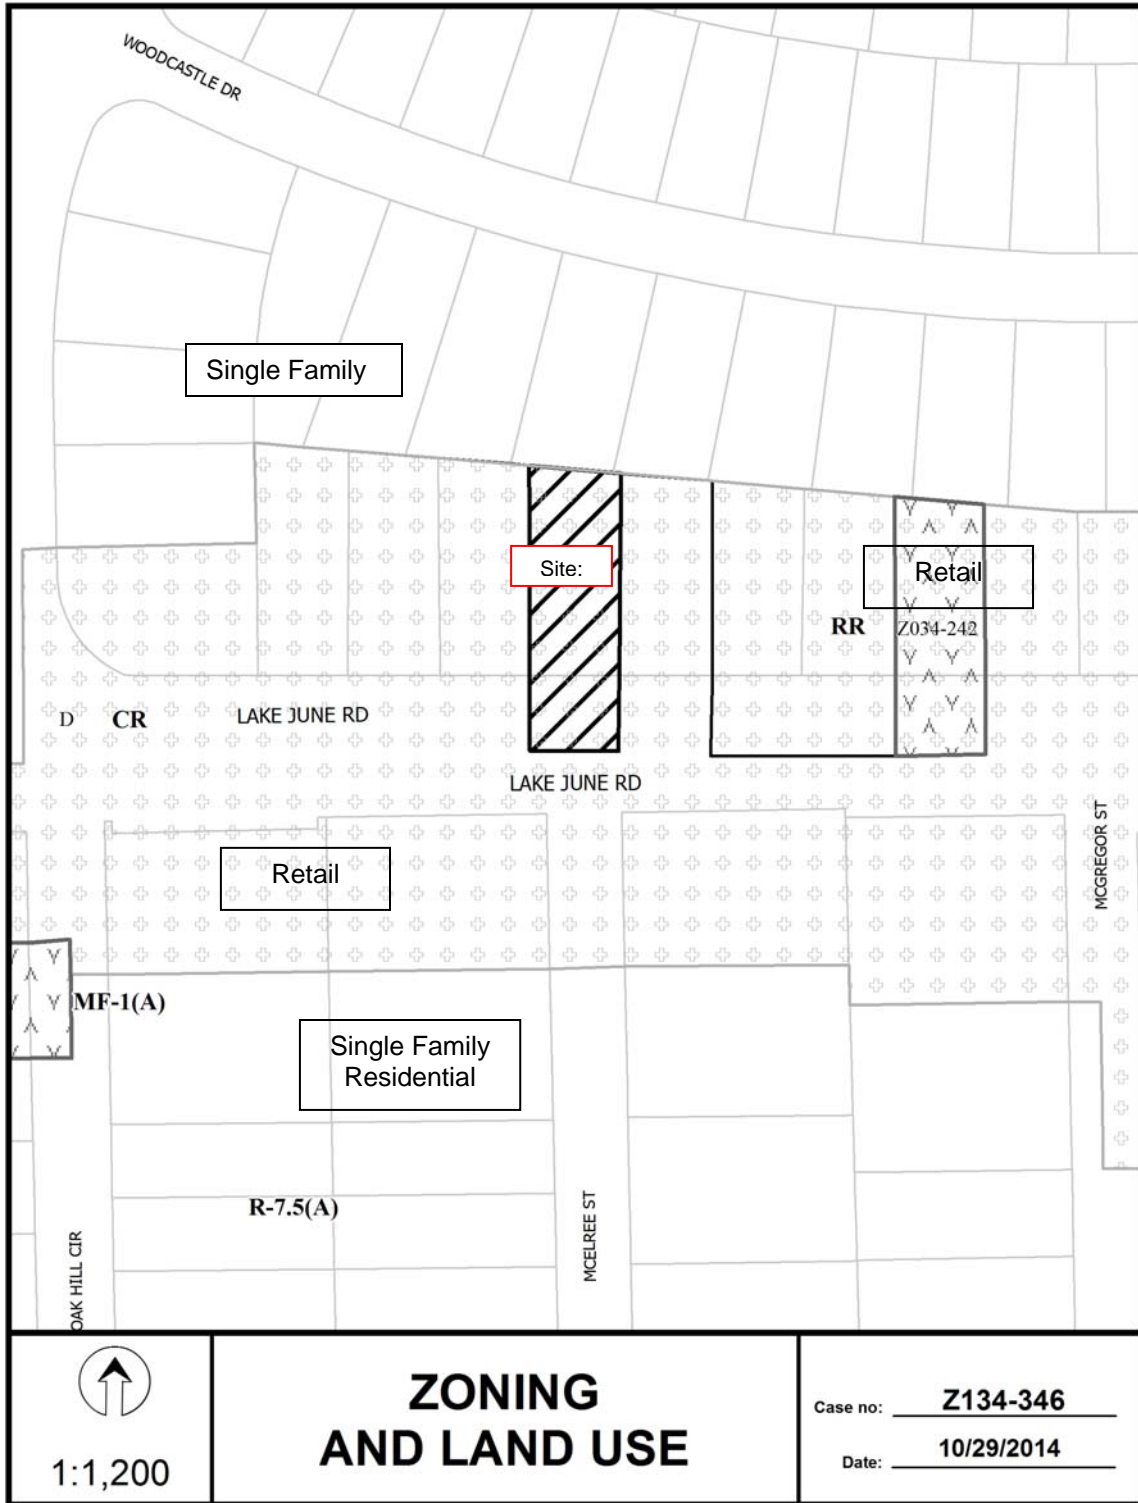 WOODCASTLE DR
Single Family
Site:
Retail
RR
Z034-242
D
CR
LAKE JUNE RD
LAKE JUNE RD
MCGREGOR ST
Retail
MF-1(A)
Single Family
Residential
R-7.5(A)
MCELREE ST
OAK HILL CIR
1:1,200
ZONING
AND LAND USE
Case no: Z134-346
Date: 10/29/2014